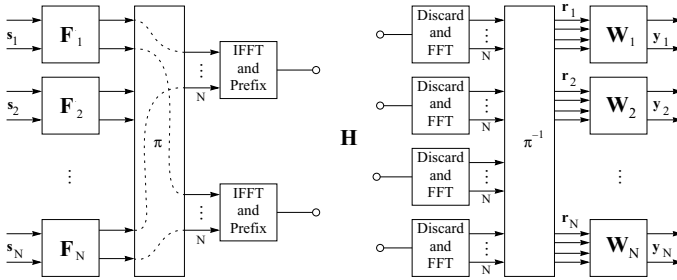 s1
F1
s2
F2
⋮
sN
FN
π
IFFT
and
Prefix
⋮
N
IFFT
and
Prefix
⋮
N
H
Discard
and
FFT
⋮
N
Discard
and
FFT
⋮
N
Discard
and
FFT
⋮
N
Discard
and
FFT
⋮
N
π−1
r1
W1
y1
r2
W2
y2
⋮
rN
WN
yN